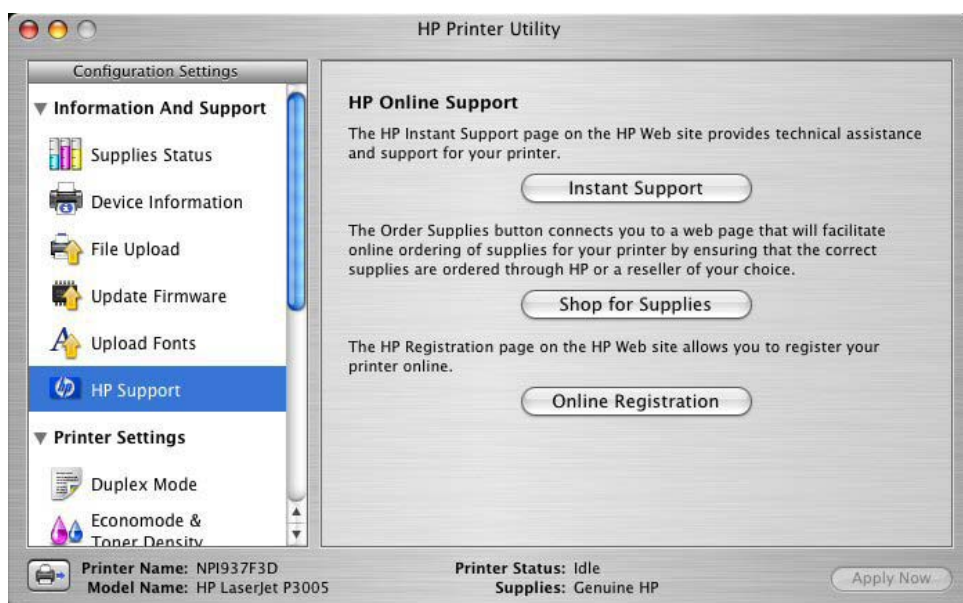 HP Printer Utility
Configuration Settings
Information And Support
Supplies Status
Device Information
File Upload
Update Firmware
Upload Fonts
HP Support
Printer Settings
Duplex Mode
Economode &
Toner Density
HP Online Support
The HP Instant Support page on the HP Web site provides technical assistance
and support for your printer.
Instant Support
The Order Supplies button connects you to a web page that will facilitate
online ordering of supplies for your printer by ensuring that the correct
supplies are ordered through HP or a reseller of your choice.
Shop for Supplies
The HP Registration page on the HP Web site allows you to register your
printer online.
Online Registration
Printer Name: NPI937F3D
Model Name: HP LaserJet P3005
Printer Status: Idle
Supplies: Genuine HP
Apply Now